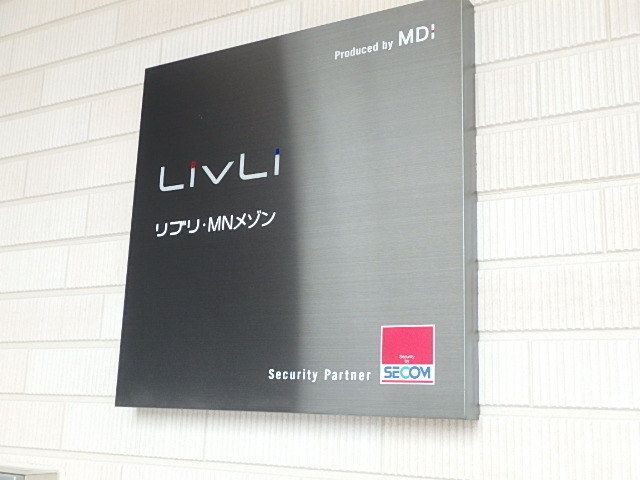 Produced by MDI
LivLi
リブリ・MNメゾン
Security Partner
Security
by
SECOM